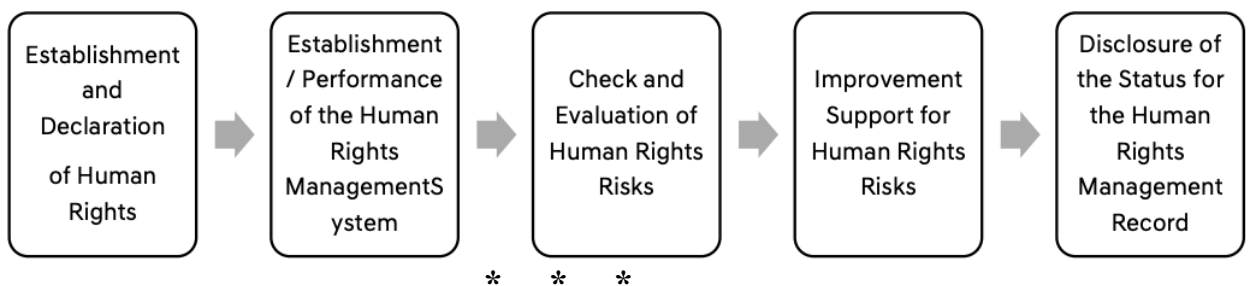 Establishment
and
Declaration
of Human
Rights
Establishment
/ Performance
of the Human
Rights
ManagementS
ystem
Check and
Evaluation of
Human Rights
Risks
Improvement
Support for
Human Rights
Risks
Disclosure of
the Status for
the Human
Rights
Management
Record
* * *